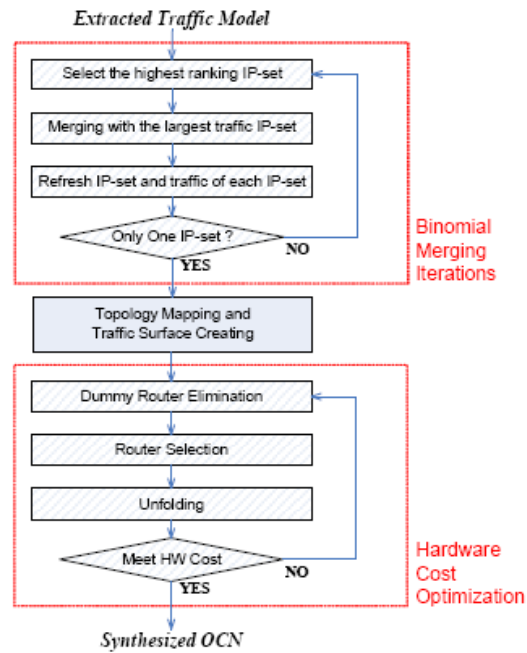 Extracted Traffic Model
Select the highest ranking IP-set
Merging with the largest traffic IP-set
Refresh IP-set and traffic of each IP-set
Only One IP-set ?
NO
YES
Binomial
Merging
Iterations
Topology Mapping and
Traffic Surface Creating
Dummy Router Elimination
Router Selection
Unfolding
Meet HW Cost
NO
YES
Hardware
Cost
Optimization
Synthesized OCN